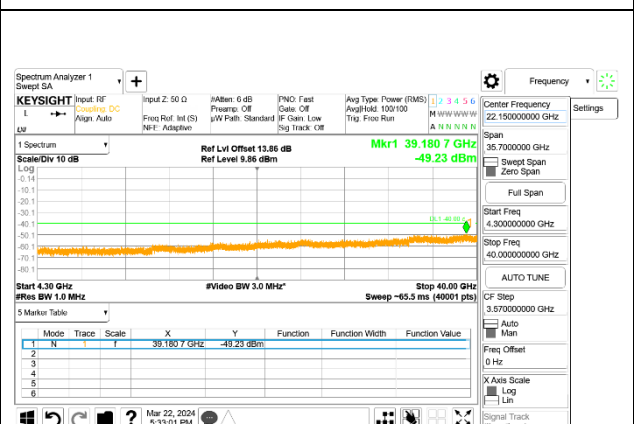 Spectrum Analyzer 1
Swept SA
Frequency
KEYSIGHT
Input: RF
Coupling: DC
Align: Auto
Input Z: 50 Ω
Freq Ref: Int (S)
NFE: Adaptive
#Atten: 6 dB
Preamp: Off
µW Path: Standard
PNO: Fast
Gate: Off
IF Gain: Low
Sig Track: Off
Avg Type: Power (RMS)
Avg|Hold: 100/100
Trig: Free Run
1 2 3 4 5 6
M W W W W W
A N N N N N
L
Center Frequency
22.150000000 GHz
Settings
Span
35.7000000 GHz
Swept Span
Zero Span
Full Span
Start Freq
4.300000000 GHz
Stop Freq
40.000000000 GHz
AUTO TUNE
CF Step
3.570000000 GHz
Auto
Man
Freq Offset
0 Hz
X Axis Scale
Log
Lin
Signal Track
1 Spectrum
Scale/Div 10 dB
Ref Lvl Offset 13.86 dB
Ref Level 9.86 dBm
Mkr1 39.180 7 GHz
-49.23 dBm
Log
-0.14
-10.1
-20.1
-30.1
-40.1
-50.1
-60.1
-70.1
-80.1
1
Start 4.30 GHz
#Res BW 1.0 MHz
#Video BW 3.0 MHz*
Stop 40.00 GHz
Sweep ~65.5 ms (40001 pts)
5 Marker Table
Mode Trace Scale X Y Function Function Width Function Value
1 N 1 f 39.180 7 GHz -49.23 dBm
2
3
4
5
6
Mar 22, 2024
5:33:01 PM